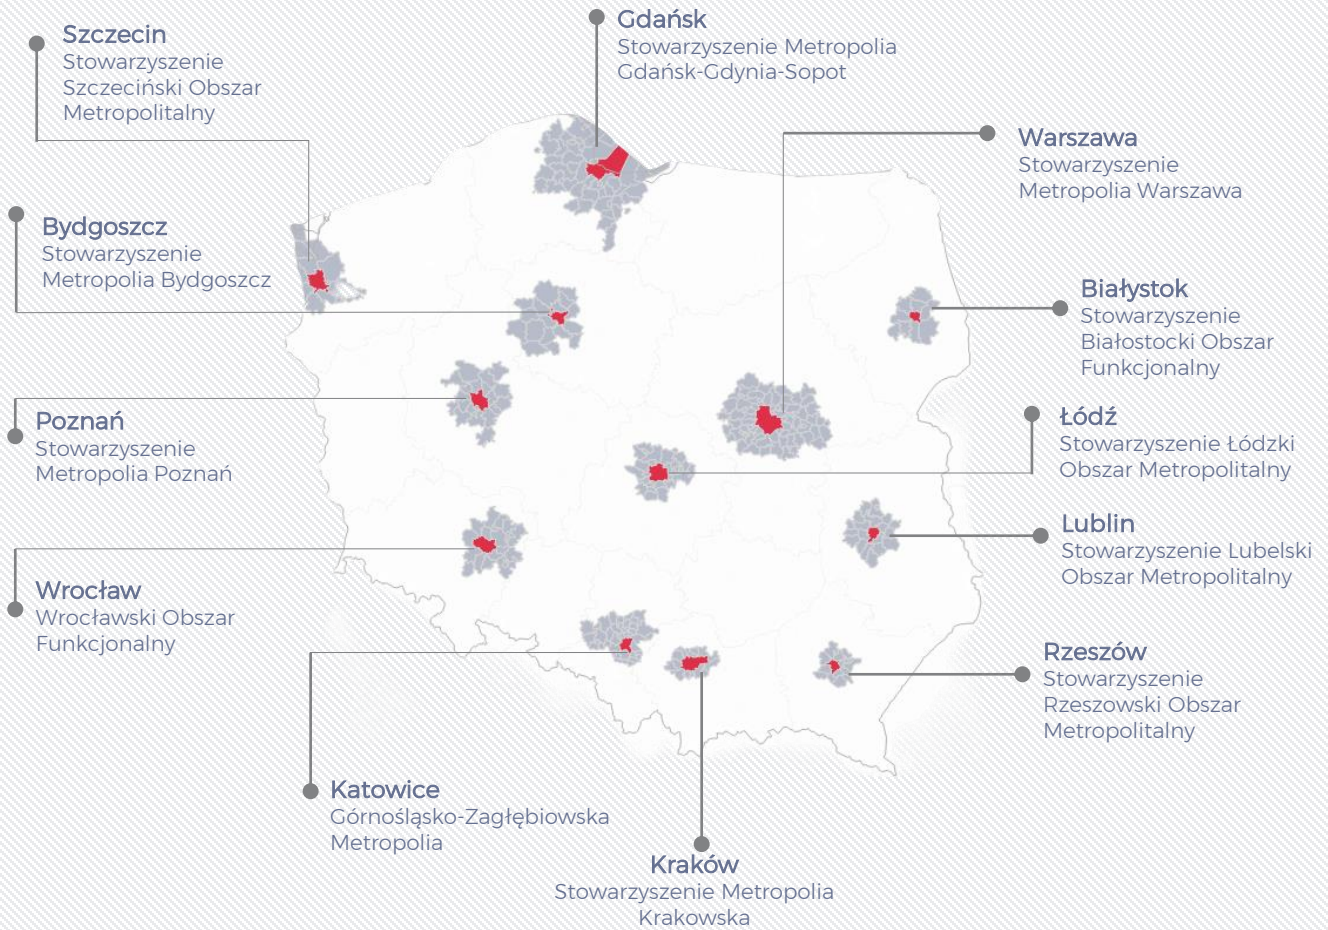 Szczecin
Stowarzyszenie
Szczeciński Obszar
Metropolitalny
Gdańsk
Stowarzyszenie Metropolia
Gdańsk-Gdynia-Sopot
Warszawa
Stowarzyszenie
Metropolia Warszawa
Bydgoszcz
Stowarzyszenie
Metropolia Bydgoszcz
Białystok
Stowarzyszenie
Białostocki Obszar
Funkcjonalny
Poznań
Stowarzyszenie
Metropolia Poznań
Łódź
Stowarzyszenie Łódzki
Obszar Metropolitalny
Lublin
Stowarzyszenie Lubelski
Obszar Metropolitalny
Wrocław
Wrocławski Obszar
Funkcjonalny
Rzeszów
Stowarzyszenie
Rzeszowski Obszar
Metropolitalny
Katowice
Górnośląsko-Zagłębiowska
Metropolia
Kraków
Stowarzyszenie Metropolia
Krakowska